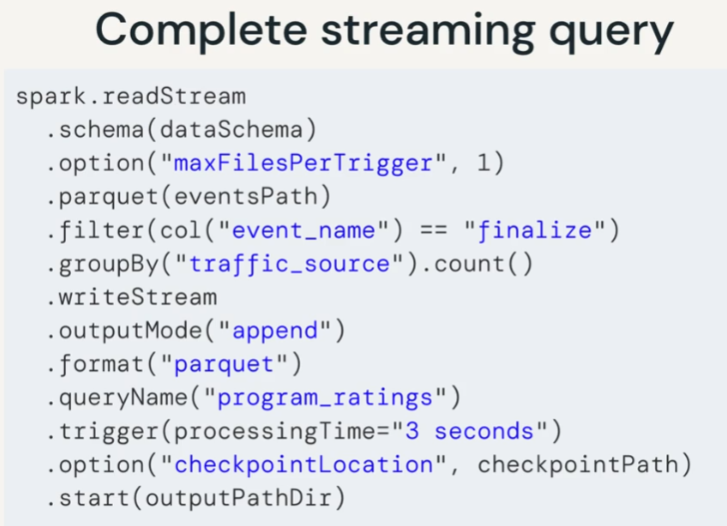 Complete streaming query
spark.readStream
.schema(dataSchema)
.option("maxFilesPerTrigger", 1)
.parquet(eventsPath)
.filter(col("event_name") == "finalize")
.groupBy("traffic_source").count()
.writeStream
.outputMode("append")
.format("parquet")
.queryName("program_ratings")
.trigger(processingTime="3 seconds")
.option("checkpointLocation", checkpointPath)
.start(outputPathDir)